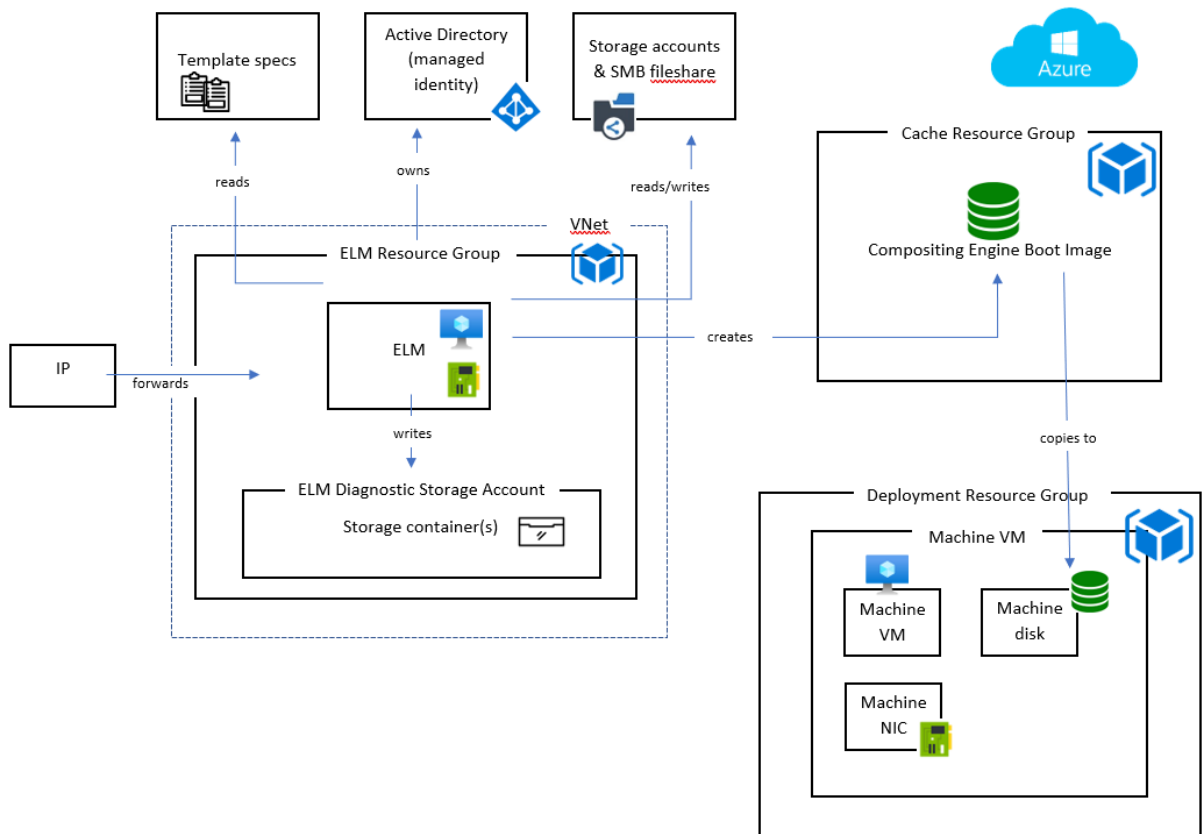 Template specs
Active Directory
(managed
identity)
Storage accounts
& SMB fileshare
Azure
reads
owns
reads/writes
Cache Resource Group
Compositing Engine Boot Image
VNet
ELM Resource Group
ELM
creates
IP
forwards
writes
copies to
ELM Diagnostic Storage Account
Storage container(s)
Deployment Resource Group
Machine VM
Machine
VM
Machine
disk
Machine
NIC